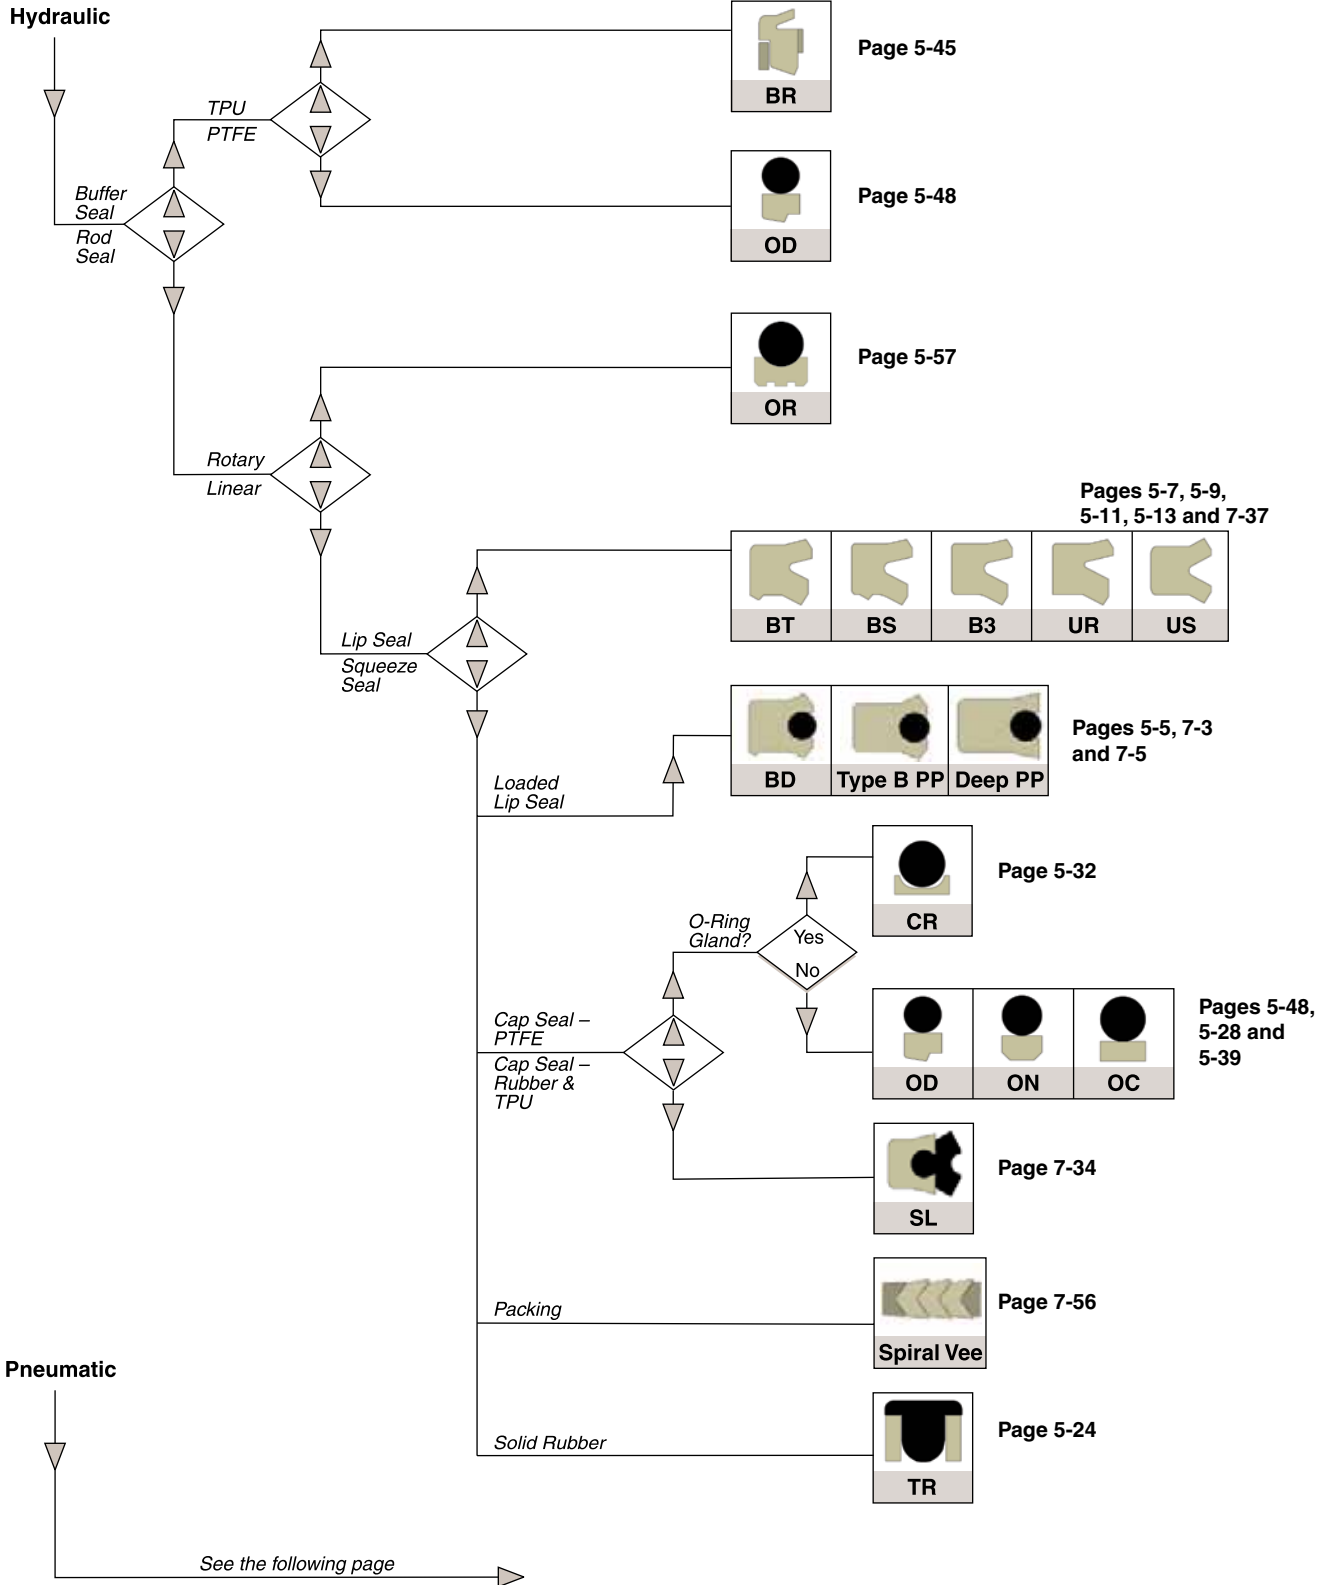 Hydraulic
BR
Page 5-45
TPU
PTFE
OD
Page 5-48
Buffer
Seal
Rod
Seal
OR
Page 5-57
Rotary
Linear
Pages 5-7, 5-9,
5-11, 5-13 and 7-37
BT
BS
B3
UR
US
Lip Seal
Squeeze
Seal
BD
Type B PP
Deep PP
Pages 5-5, 7-3
and 7-5
Loaded
Lip Seal
CR
Page 5-32
O-Ring
Gland?
Yes
No
OD
ON
OC
Pages 5-48,
5-28 and
5-39
Cap Seal –
PTFE
Cap Seal –
Rubber &
TPU
SL
Page 7-34
Packing
Spiral Vee
Page 7-56
Solid Rubber
TR
Page 5-24
Pneumatic
See the following page